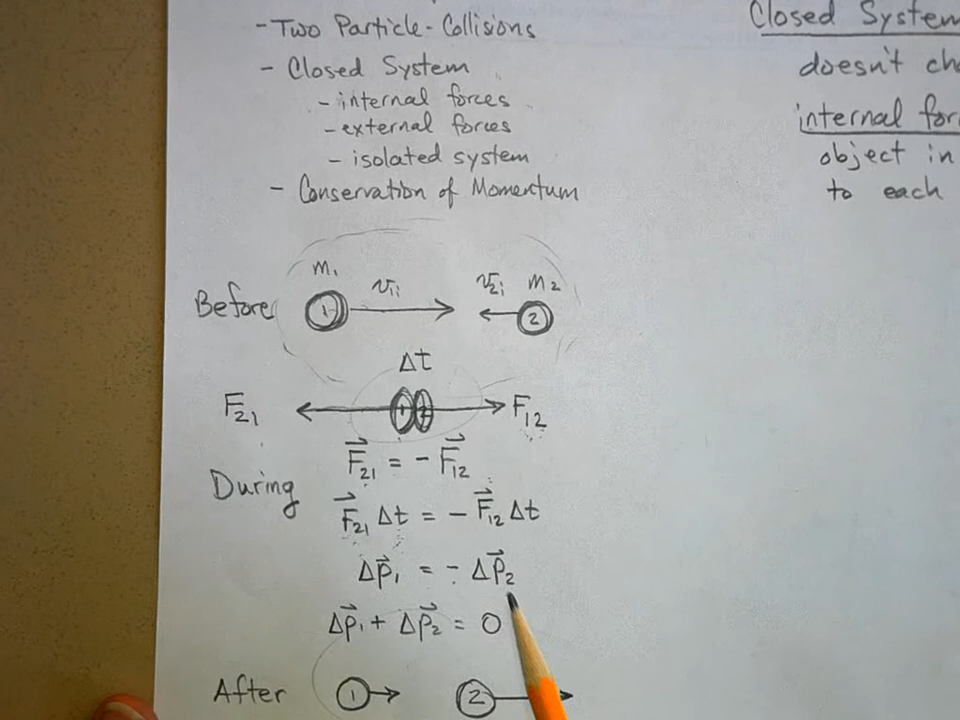 - Two Particle-Collisions
- Closed System
- internal forces
- external forces
- isolated system
- Conservation of Momentum
Closed System
doesn't
internal
object in
to each
m₁ v₁ᵢ v₂ᵢ m₂
Before 1 2
Δt
F₂₁ 1 2 F₁₂
F⃗₂₁ = - F⃗₁₂
During
F⃗₂₁ Δt = - F⃗₁₂ Δt
Δp⃗₁ = - Δp⃗₂
Δp⃗₁ + Δp⃗₂ = 0
After 1 2